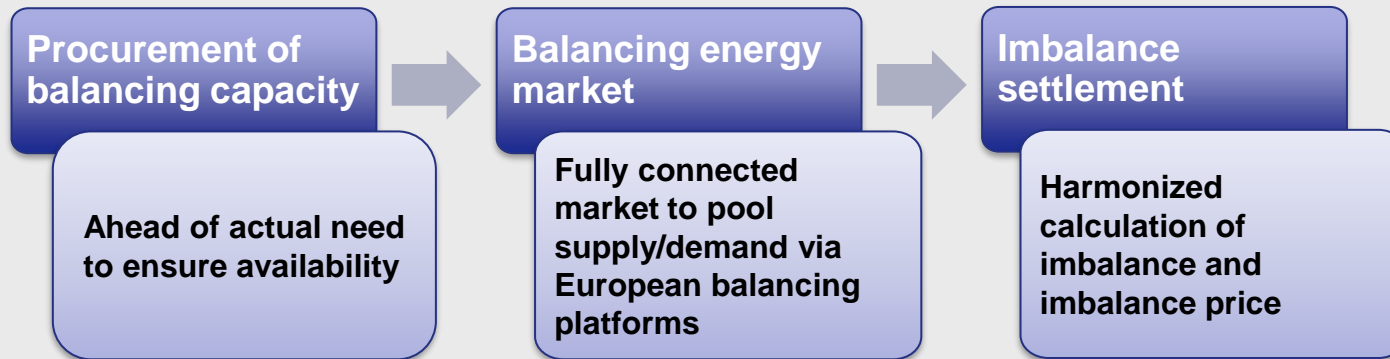 Procurement of
balancing capacity
Ahead of actual need
to ensure availability
Balancing energy
market
Fully connected
market to pool
supply/demand via
European balancing
platforms
Imbalance
settlement
Harmonized
calculation of
imbalance and
imbalance price